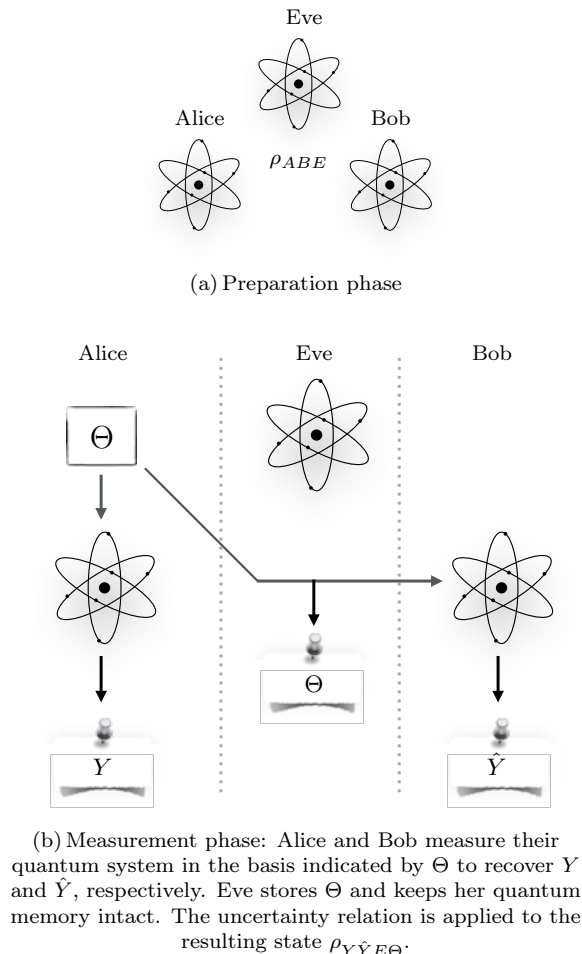 Eve
Alice Bob
ρ_{ABE}
(a) Preparation phase
Alice Eve Bob
Θ
Θ
Y Ŷ
(b) Measurement phase: Alice and Bob measure their
quantum system in the basis indicated by Θ to recover Y
and Ŷ, respectively. Eve stores Θ and keeps her quantum
memory intact. The uncertainty relation is applied to the
resulting state ρ_{YŶEΘ}.